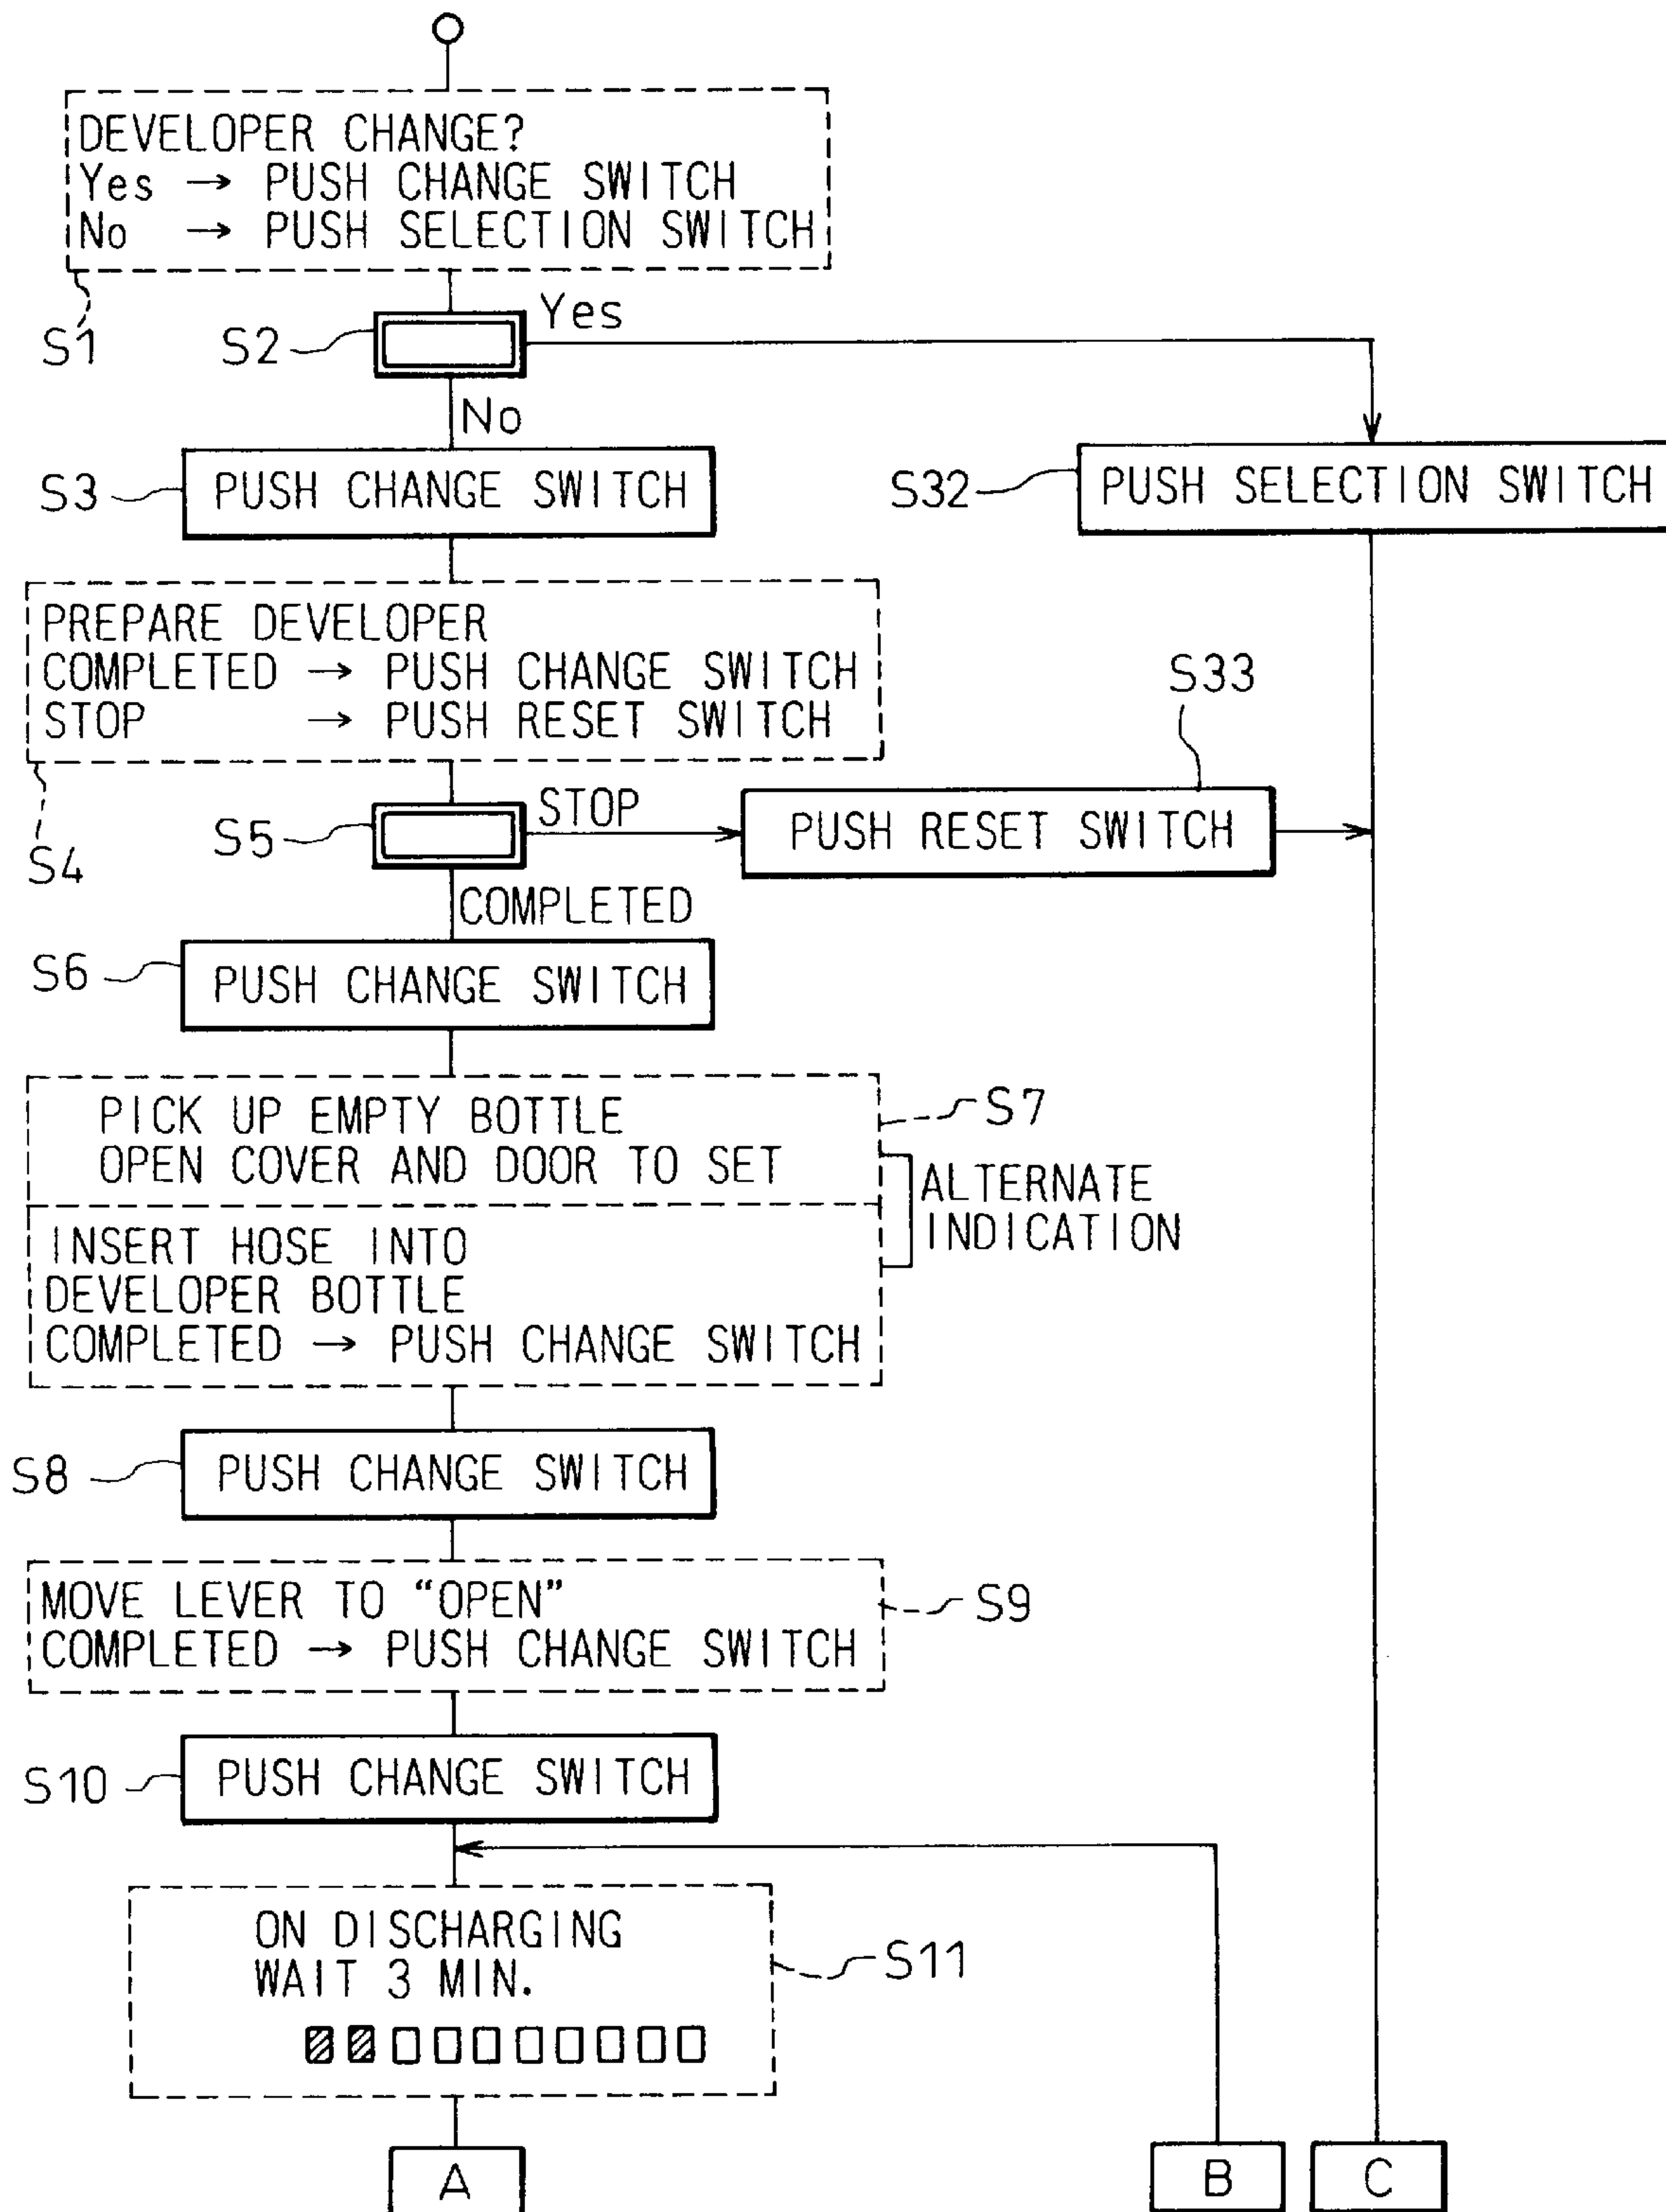 DEVELOPER CHANGE?
Yes → PUSH CHANGE SWITCH
No → PUSH SELECTION SWITCH
S1
S2
Yes
No
S3
PUSH CHANGE SWITCH
S32
PUSH SELECTION SWITCH
PREPARE DEVELOPER
COMPLETED → PUSH CHANGE SWITCH
STOP → PUSH RESET SWITCH
S33
S4
S5
STOP
PUSH RESET SWITCH
COMPLETED
S6
PUSH CHANGE SWITCH
PICK UP EMPTY BOTTLE
OPEN COVER AND DOOR TO SET
S7
ALTERNATE
INDICATION
INSERT HOSE INTO
DEVELOPER BOTTLE
COMPLETED → PUSH CHANGE SWITCH
S8
PUSH CHANGE SWITCH
MOVE LEVER TO “OPEN”
COMPLETED → PUSH CHANGE SWITCH
S9
S10
PUSH CHANGE SWITCH
ON DISCHARGING
WAIT 3 MIN.
S11
A
B
C